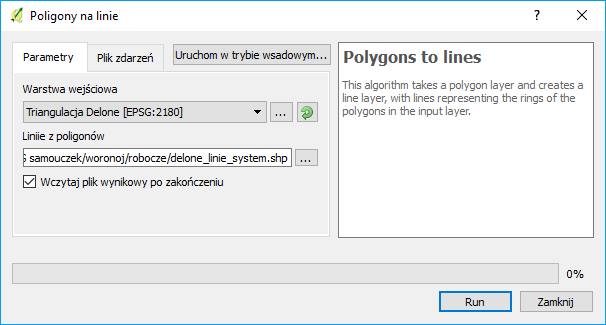 Poligony na linie
?
Parametry
Plik zdarzeń
Uruchom w trybie wsadowym...
Warstwa wejściowa
Triangulacja Delone [EPSG:2180]
...
Liniie z poligonów
samouczek/woronoj/robocze/delone_linie_system.shp
...
Wczytaj plik wynikowy po zakończeniu
Polygons to lines
This algorithm takes a polygon layer and creates a
line layer, with lines representing the rings of the
polygons in the input layer.
0%
Run
Zamknij